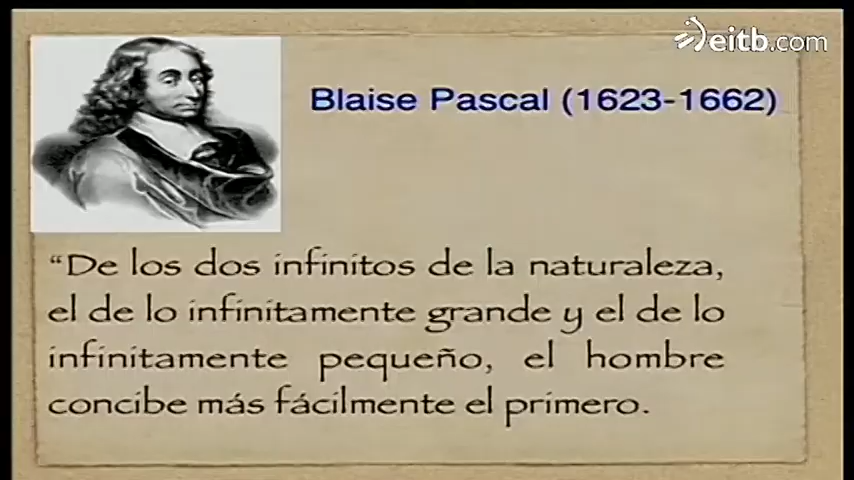 eitb.com
Blaise Pascal (1623-1662)
“De los dos infinitos de la naturaleza,
el de lo infinitamente grande y el de lo
infinitamente pequeño, el hombre
concibe más fácilmente el primero.